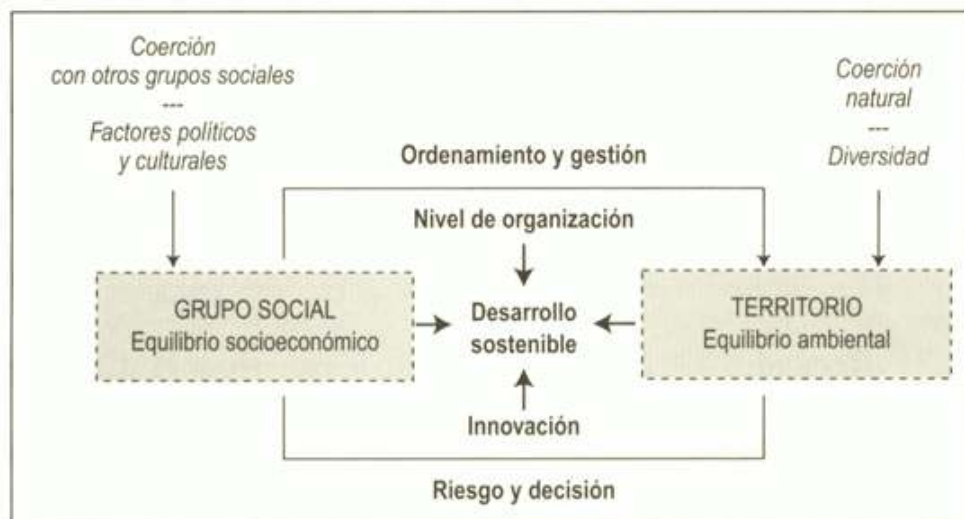 Coerción
con otros grupos sociales
---
Factores políticos
y culturales
Coerción
natural
---
Diversidad
Ordenamiento y gestión
Nivel de organización
GRUPO SOCIAL
Equilibrio socioeconómico
Desarrollo
sostenible
TERRITORIO
Equilibrio ambiental
Innovación
Riesgo y decisión